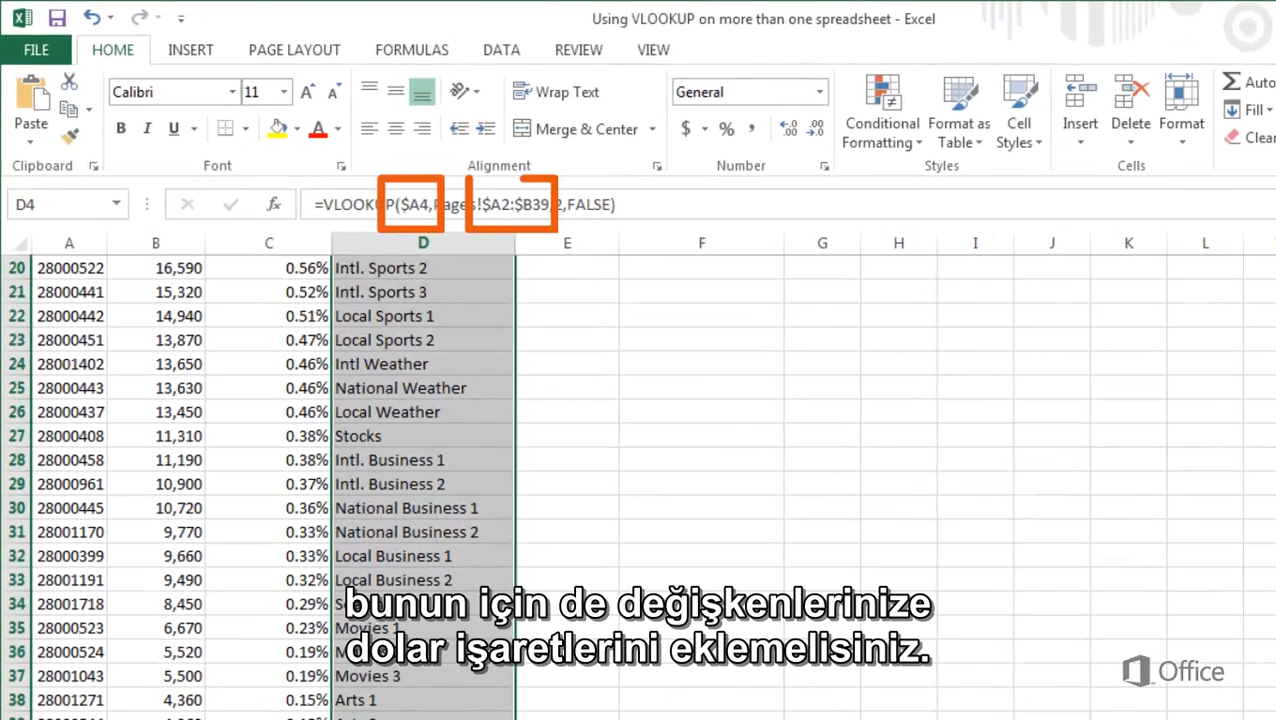 Using VLOOKUP on more than one spreadsheet - Excel
FILE HOME INSERT PAGE LAYOUT FORMULAS DATA REVIEW VIEW
Calibri 11 Wrap Text General Auto
Paste B I U A Merge & Center $ % Conditional Formatting Format as Table Cell Styles Insert Delete Format Fill Clear
Clipboard Font Alignment Number Styles Cells
D4 fx =VLOOKUP($A4,Pages!$A2:$B39,2,FALSE)
A B C D E F G H I J K L
20 28000522 16,590 0.56% Intl. Sports 2
21 28000441 15,320 0.52% Intl. Sports 3
22 28000442 14,940 0.51% Local Sports 1
23 28000451 13,870 0.47% Local Sports 2
24 28001402 13,650 0.46% Intl Weather
25 28000443 13,630 0.46% National Weather
26 28000437 13,450 0.46% Local Weather
27 28000408 11,310 0.38% Stocks
28 28000458 11,190 0.38% Intl. Business 1
29 28000961 10,900 0.37% Intl. Business 2
30 28000445 10,720 0.36% National Business 1
31 28001170 9,770 0.33% National Business 2
32 28000399 9,660 0.33% Local Business 1
33 28001191 9,490 0.32% Local Business 2
34 28001718 8,450 0.29%
35 28000523 6,670 0.23% Movies 1
36 28000524 5,520 0.19%
37 28001043 5,500 0.19% Movies 3
38 28001271 4,360 0.15% Arts 1
bunun için de değişkenlerinize
dolar işaretlerini eklemelisiniz.
Office